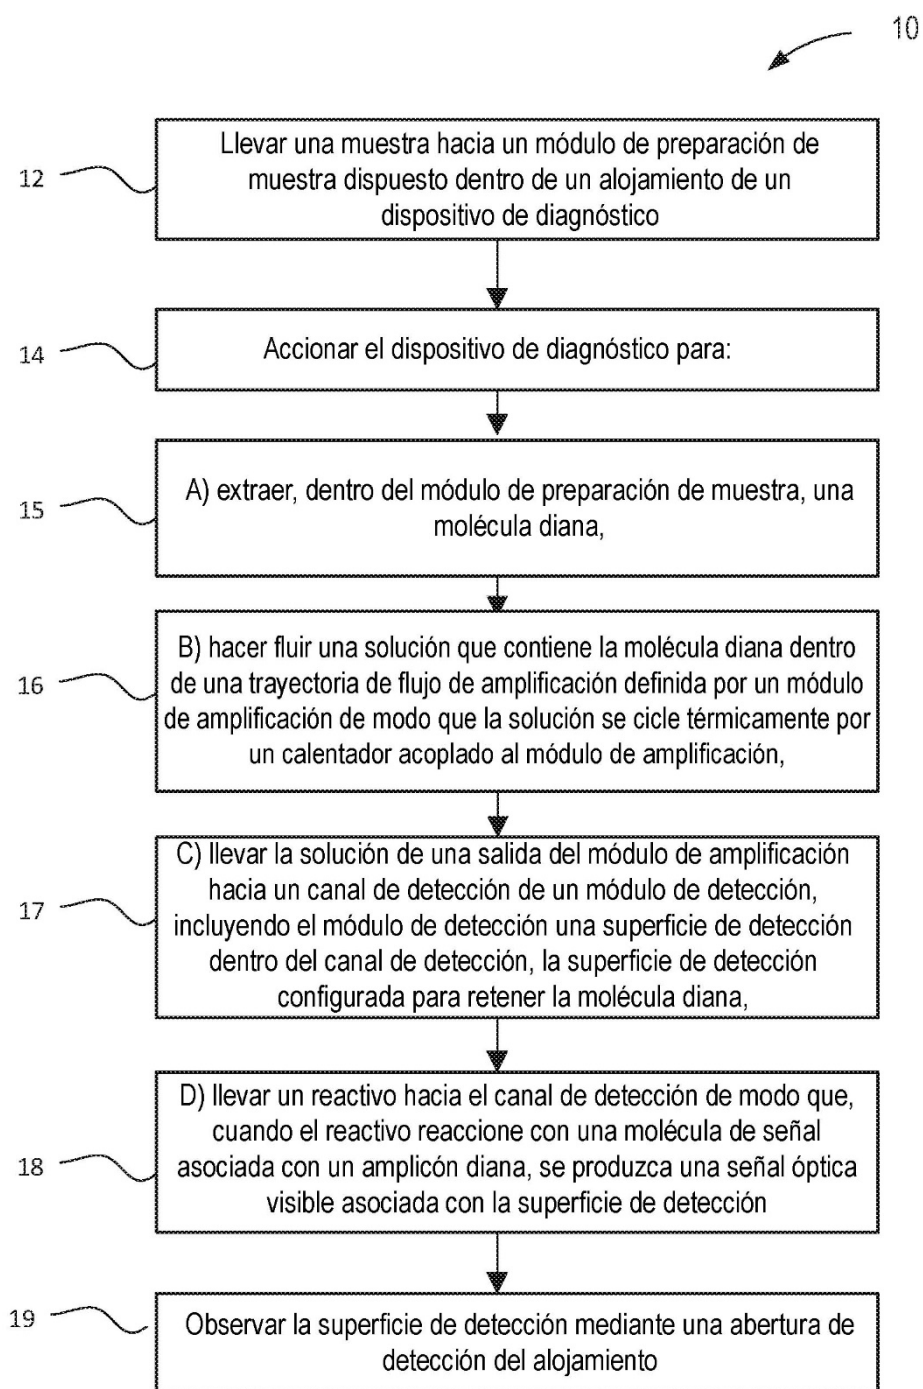 10
12
Llevar una muestra hacia un módulo de preparación de
muestra dispuesto dentro de un alojamiento de un
dispositivo de diagnóstico
14
Accionar el dispositivo de diagnóstico para:
15
A) extraer, dentro del módulo de preparación de muestra, una
molécula diana,
16
B) hacer fluir una solución que contiene la molécula diana dentro
de una trayectoria de flujo de amplificación definida por un módulo
de amplificación de modo que la solución se cicle térmicamente por
un calentador acoplado al módulo de amplificación,
17
C) llevar la solución de una salida del módulo de amplificación
hacia un canal de detección de un módulo de detección,
incluyendo el módulo de detección una superficie de detección
dentro del canal de detección, la superficie de detección
configurada para retener la molécula diana,
18
D) llevar un reactivo hacia el canal de detección de modo que,
cuando el reactivo reaccione con una molécula de señal
asociada con un amplicón diana, se produzca una señal óptica
visible asociada con la superficie de detección
19
Observar la superficie de detección mediante una abertura de
detección del alojamiento